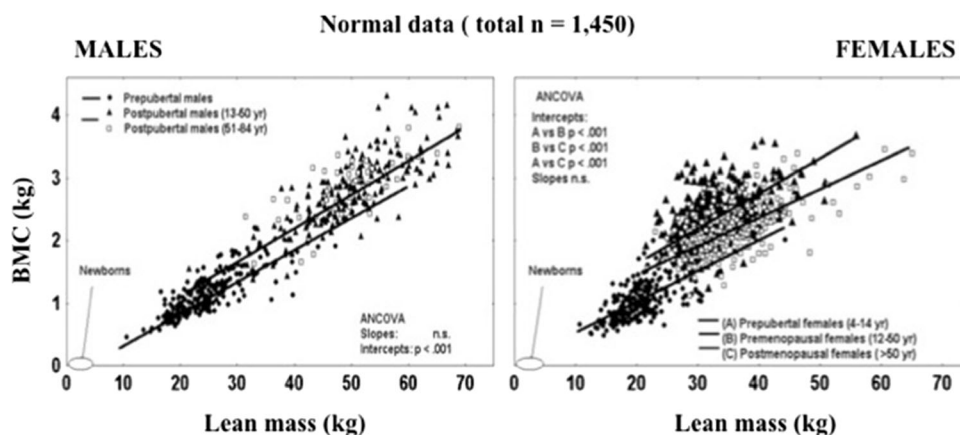 Normal data ( total n = 1,450)
MALES
FEMALES
BMC (kg)
4
3
2
1
0
Prepubertal males
Postpubertal males (13-50 yr)
Postpubertal males (51-84 yr)
Newborns
ANCOVA
Slopes: n.s.
Intercepts: p < .001
0 10 20 30 40 50 60 70
Lean mass (kg)
ANCOVA
Intercepts:
A vs B p < .001
B vs C p < .001
A vs C p < .001
Slopes n.s.
Newborns
(A) Prepubertal females (4-14 yr)
(B) Premenopausal females (12-50 yr)
(C) Postmenopausal females (>50 yr)
0 10 20 30 40 50 60 70
Lean mass (kg)